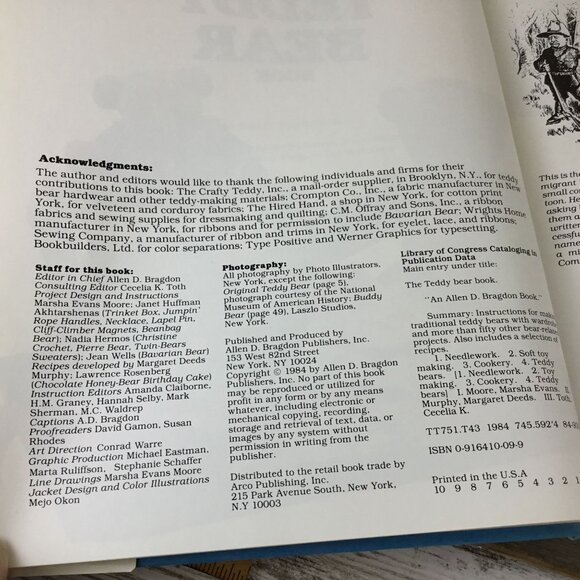 BEAR
Acknowledgments:
The author and editors would like to thank the following individuals and firms for their
contributions to this book: The Crafty Teddy, Inc., a mail-order supplier, in Brooklyn, N.Y., for teddy
bear hardware and other teddy-making materials; Crompton Co., Inc., a fabric manufacturer in New
York, for velveteen and corduroy fabrics; The Hired Hand, a shop in New York, for cotton print
fabrics and sewing supplies for dressmaking and quilting; C.M. Offray and Sons, Inc., a ribbon
manufacturer in New York, for ribbons and for permission to include Bavarian Bear; Wrights Home
Sewing Company, a manufacturer of ribbon and trims in New York, for eyelet, lace, and ribbons;
Bookbuilders, Ltd. for color separations; Type Positive and Werner Graphics for typesetting.
Staff for this book:
Editor in Chief Allen D. Bragdon
Consulting Editor Cecelia K. Toth
Project Design and Instructions
Marsha Evans Moore; Janet Huffman
Akhtarshenas (Trinket Box, Jumpin'
Rope Handles, Necklace, Lapel Pin,
Cliff-Climber Magnets, Beanbag
Bear); Nadia Hermos (Christine
Crochet, Pierre Bear, Twin-Bears
Sweaters); Jean Wells (Bavarian Bear)
Recipes developed by Margaret Deeds
Murphy; Lawrence Rosenberg
(Chocolate Honey-Bear Birthday Cake)
Instruction Editors Amanda Claiborne,
H.M. Graney, Hannah Selby, Mark
Sherman, M.C. Waldrep
Captions A.D. Bragdon
Proofreaders David Gamon, Susan
Rhodes
Art Direction Conrad Warre
Graphic Production Michael Eastman,
Marta Ruliffson, Stephanie Schaffer
Line Drawings Marsha Evans Moore
Jacket Design and Color Illustrations
Mejo Okon
Photography:
All photography by Photo Illustrators,
New York, except the following:
Original Teddy Bear (page 5),
photograph courtesy of the National
Museum of American History; Buddy
Bear (page 49), Laszlo Studios,
New York.
Produced and Published by
Allen D. Bragdon Publishers, Inc.
153 West 82nd Street
New York, NY 10024
Copyright © 1984 by Allen D. Bragdon
Publishers, Inc. No part of this book
may be reproduced or utilized for
profit in any form or by any means
whatever, including electronic or
mechanical copying, recording,
storage and retrieval of text, data, or
images by any system without
permission in writing from the
publisher.
Distributed to the retail book trade by
Arco Publishing, Inc.
215 Park Avenue South, New York,
N.Y 10003
Library of Congress Cataloging in
Publication Data
Main entry under title:
The Teddy bear book.
"An Allen D. Bragdon Book."
Summary: Instructions for making
traditional teddy bears with wardrobes
and more than fifty other bear-related
projects. Also includes a selection of
recipes.
1. Needlework. 2. Soft toy
making. 3. Cookery. 4. Teddy
bears. [1. Needlework. 2. Toy
making. 3. Cookery. 4. Teddy
bears] I. Moore, Marsha Evans. II.
Murphy, Margaret Deeds. III. Toth,
Cecelia K.
TT751.T43 1984 745.592'4 84-
ISBN 0-916410-09-9
Printed in the U.S.A
10 9 8 7 6 5 4 3 2 1
This is the
migrant
small co
toon. He
asking
them
written
cessful
a mi
Com